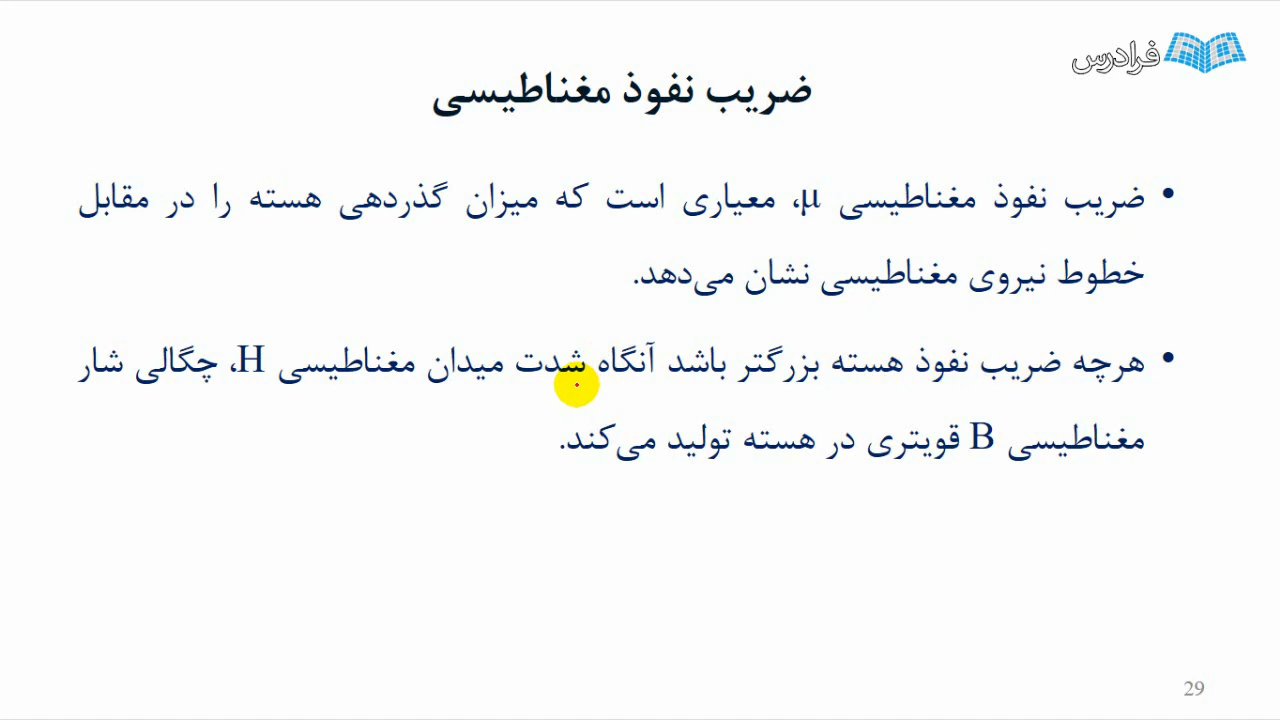 فرادرس
ضریب نفوذ مغناطیسی
• ضریب نفوذ مغناطیسی μ، معیاری است که میزان گذردهی هسته را در مقابل
خطوط نیروی مغناطیسی نشان می‌دهد.
• هرچه ضریب نفوذ هسته بزرگتر باشد آنگاه شدت میدان مغناطیسی H، چگالی شار
مغناطیسی B قویتری در هسته تولید می‌کند.
29